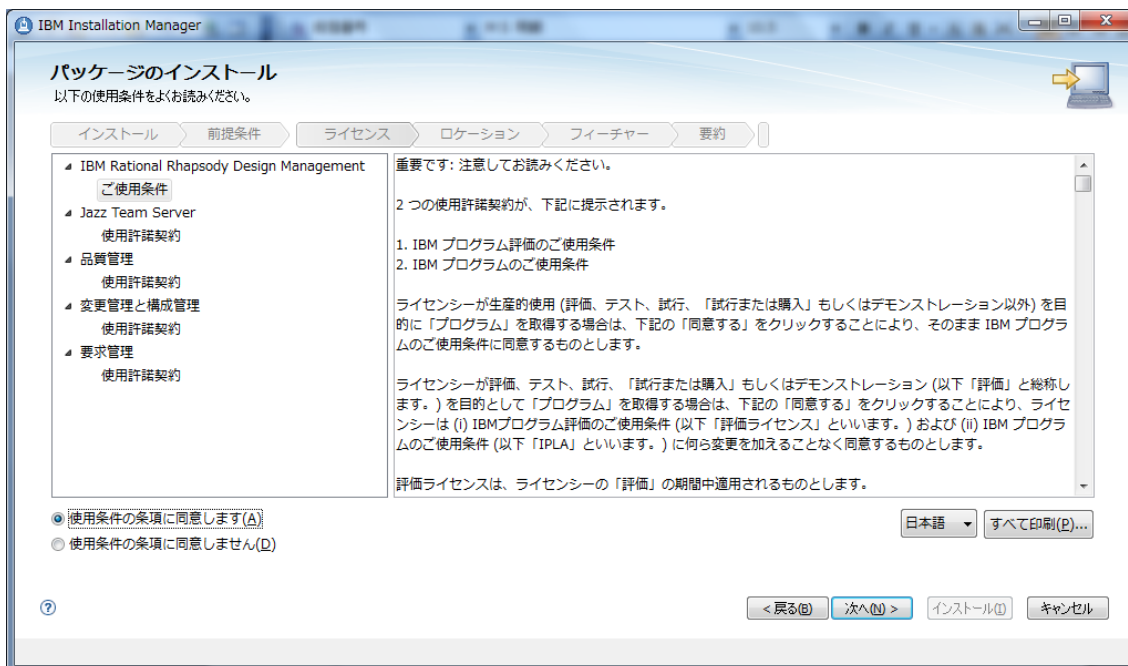 IBM Installation Manager
パッケージのインストール
以下の使用条件をよくお読みください。
インストール 前提条件 ライセンス ロケーション フィーチャー 要約
IBM Rational Rhapsody Design Management
ご使用条件
Jazz Team Server
使用許諾契約
品質管理
使用許諾契約
変更管理と構成管理
使用許諾契約
要求管理
使用許諾契約
重要です: 注意してお読みください。
2 つの使用許諾契約が、下記に提示されます。
1. IBM プログラム評価のご使用条件
2. IBM プログラムのご使用条件
ライセンシーが生産的使用 (評価、テスト、試行、「試行または購入」もしくはデモンストレーション以外) を目
的に「プログラム」を取得する場合は、下記の「同意する」をクリックすることにより、そのまま IBM プログラ
ムのご使用条件に同意するものとします。
ライセンシーが評価、テスト、試行、「試行または購入」もしくはデモンストレーション (以下「評価」と総称し
ます。) を目的として「プログラム」を取得する場合は、下記の「同意する」をクリックすることにより、ライセ
ンシーは (i) IBMプログラム評価のご使用条件 (以下「評価ライセンス」といいます。) および (ii) IBM プログラ
ムのご使用条件 (以下「IPLA」といいます。) に何ら変更を加えることなく同意するものとします。
評価ライセンスは、ライセンシーの「評価」の期間中適用されるものとします。
使用条件の条項に同意します(A)
使用条件の条項に同意しません(D)
日本語 すべて印刷(P)...
? < 戻る(B) 次へ(N) > インストール(I) キャンセル